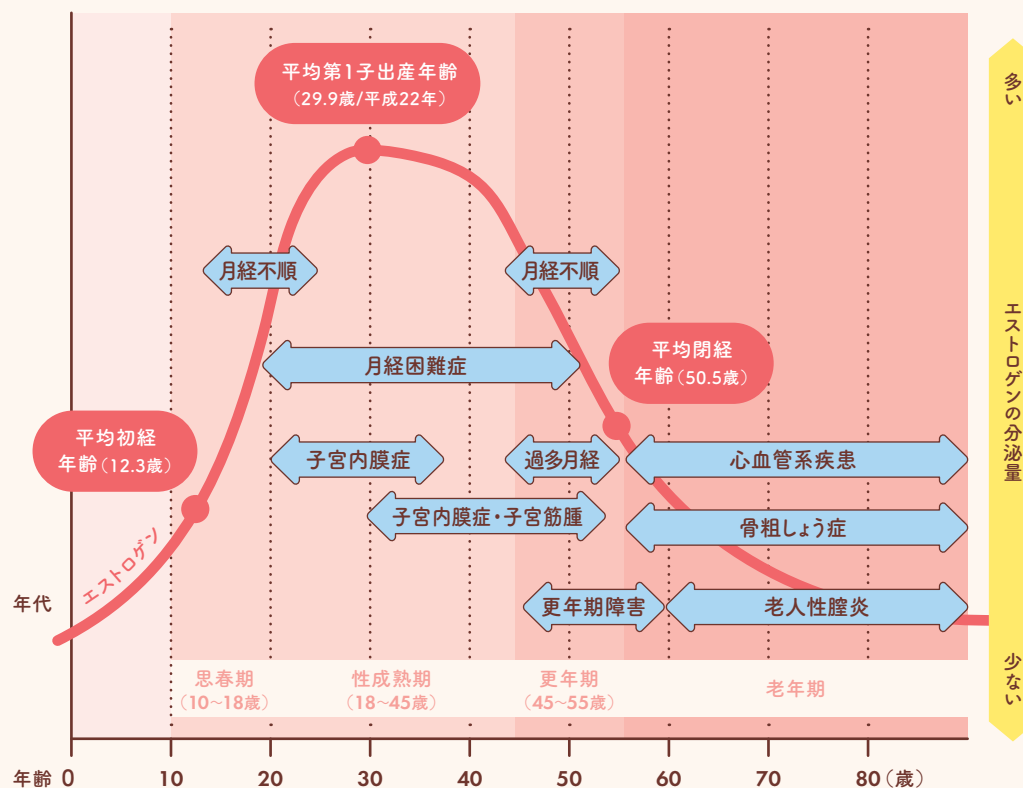 平均第1子出産年齢
（29.9歳/平成22年）
多い
月経不順
月経不順
エストロゲンの分泌量
平均閉経
年齢（50.5歳）
月経困難症
平均初経
年齢（12.3歳）
子宮内膜症
過多月経
心血管系疾患
子宮内膜症・子宮筋腫
骨粗しょう症
エストロゲン
年代
更年期障害
老人性膣炎
少ない
思春期
（10〜18歳）
性成熟期
（18〜45歳）
更年期
（45〜55歳）
老年期
年齢 0 10 20 30 40 50 60 70 80（歳）